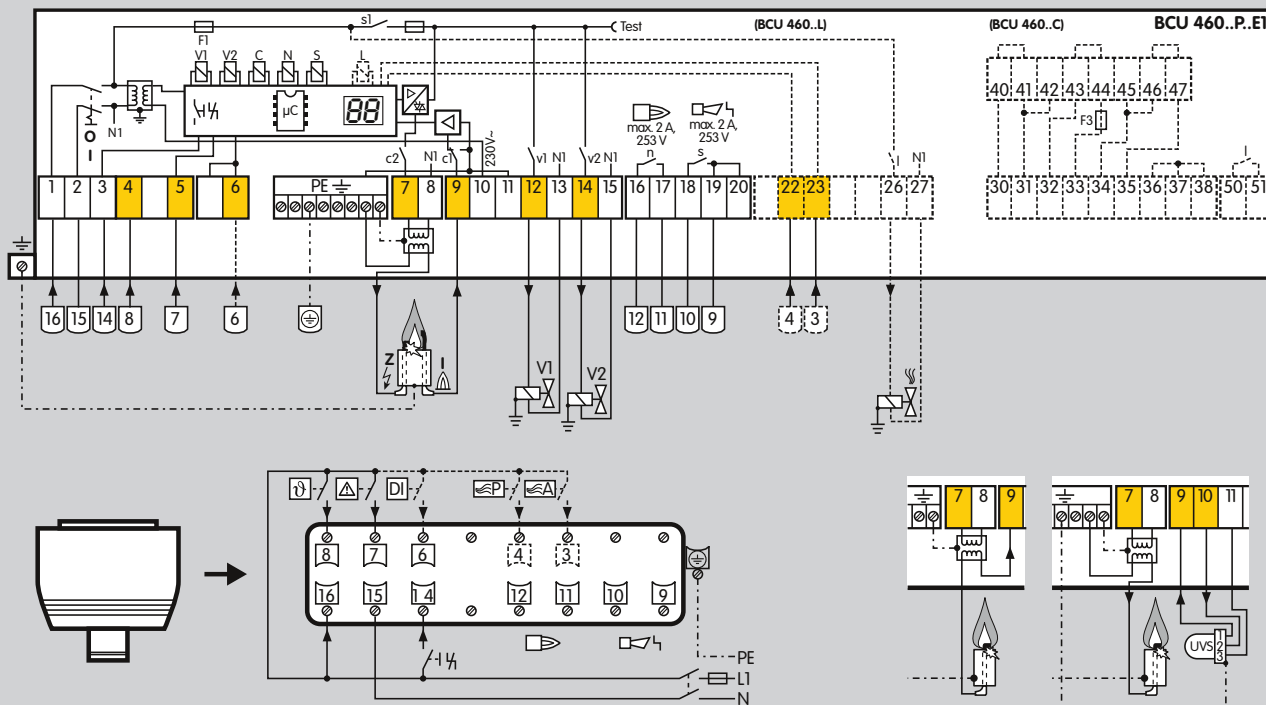 s1
Test
(BCU 460..L)
(BCU 460..C)
BCU 460..P..E1
F1
V1 V2 C N S L
µC
88
N1
O
I
c2 N1 c1
230V~
v1 N1 v2 N1
max. 2 A,
253 V
n
max. 2 A,
253 V
s
I N1
40 41 42 43 44 45 46 47
F3
I
1 2 3 4 5 6
PE
7 8 9 10 11 12 13 14 15 16 17 18 19 20 22 23 26 27
30 31 32 33 34 35 36 37 38 50 51
16 15 14 8 7 6
12 11 10 9
4 3
Z I
V1
V2
ϑ DI P A
8 7 6 4 3
16 15 14 12 11 10 9
PE
L1
N
7 8 9
7 8 9 10 11
UVS
1
2
3